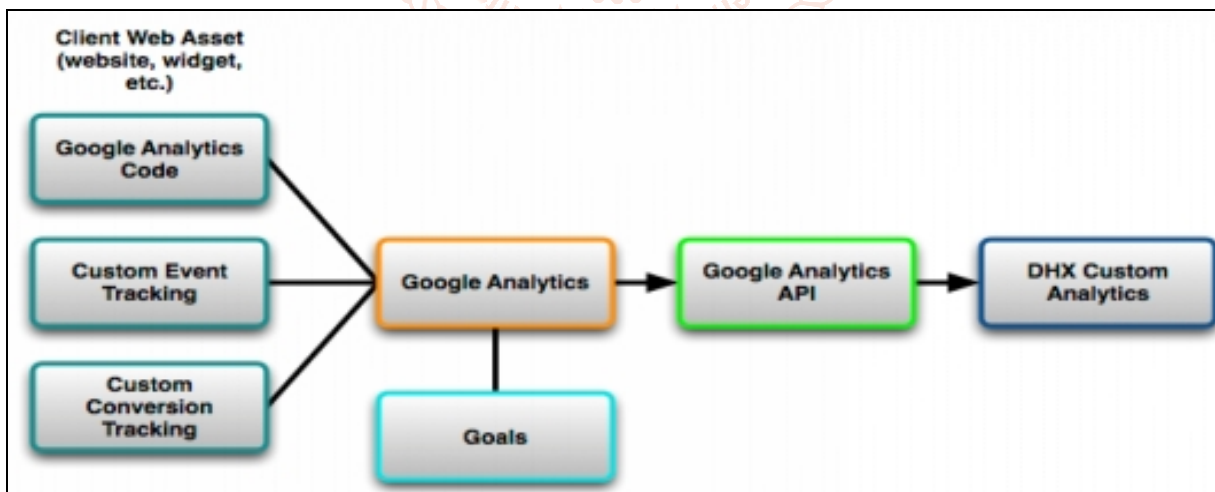 Client Web Asset
(website, widget,
etc.)
Google Analytics
Code
Custom Event
Tracking
Custom
Conversion
Tracking
Google Analytics
Goals
Google Analytics
API
DHX Custom
Analytics